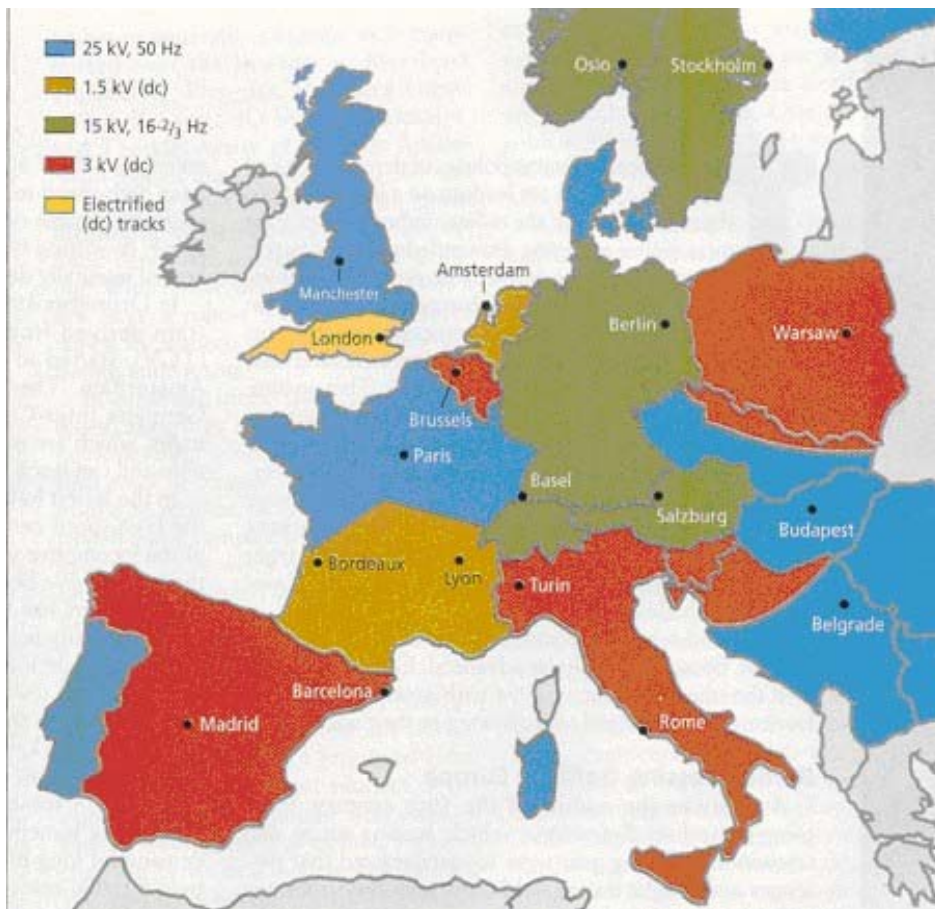 25 kV, 50 Hz
1.5 kV (dc)
15 kV, 16-2/3 Hz
3 kV (dc)
Electrified
(dc) tracks
Oslo
Stockholm
Manchester
London
Amsterdam
Berlin
Warsaw
Brussels
Paris
Basel
Salzburg
Budapest
Bordeaux
Lyon
Turin
Belgrade
Barcelona
Madrid
Rome